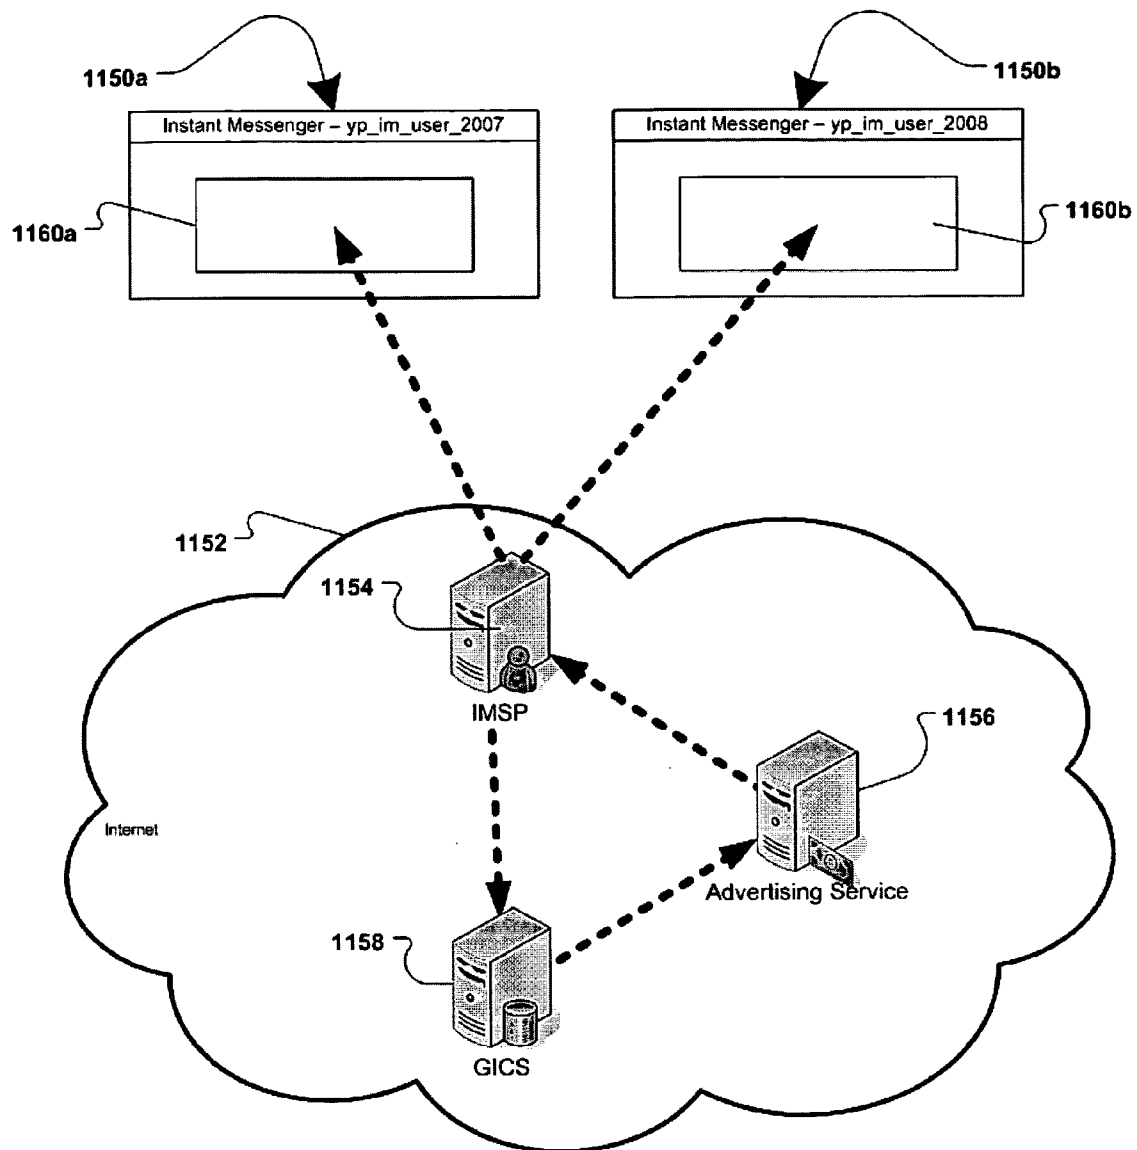 1150a
1150b
Instant Messenger – yp_im_user_2007
Instant Messenger – yp_im_user_2008
1160a
1160b
1152
1154
IMSP
1156
Internet
Advertising Service
1158
GICS